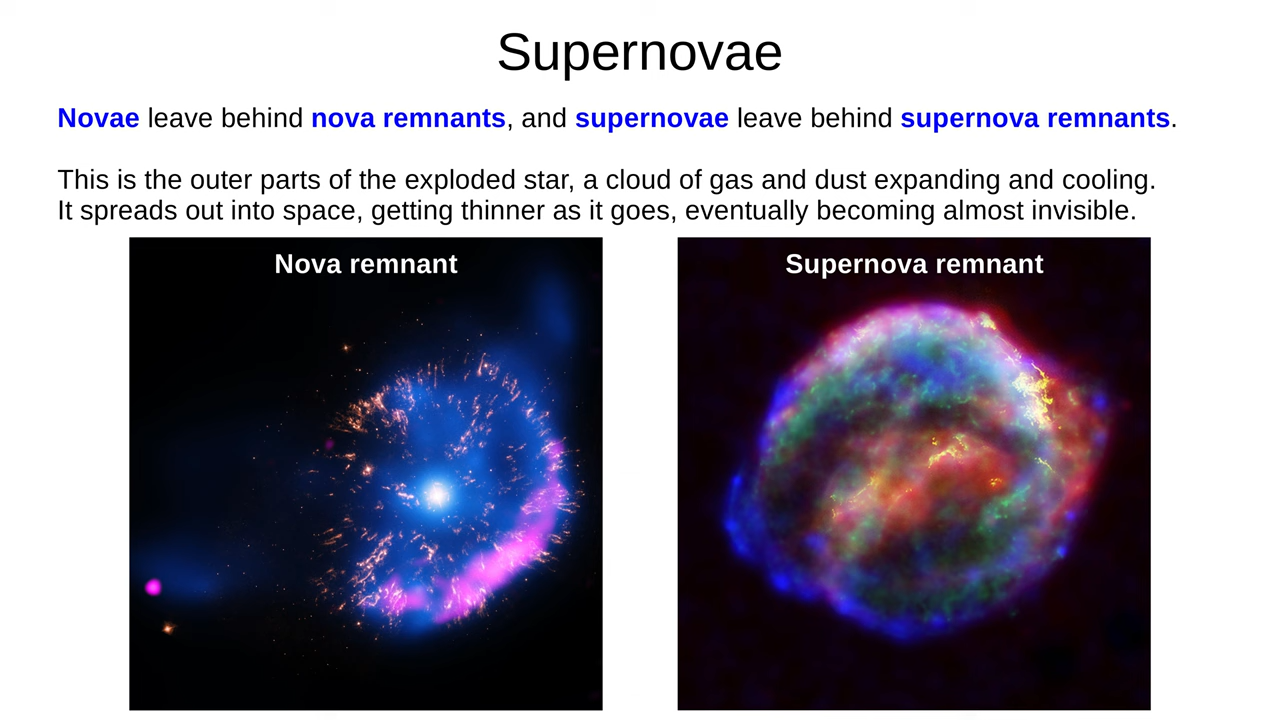 Supernovae
Novae leave behind nova remnants, and supernovae leave behind supernova remnants.
This is the outer parts of the exploded star, a cloud of gas and dust expanding and cooling.
It spreads out into space, getting thinner as it goes, eventually becoming almost invisible.
Nova remnant
Supernova remnant